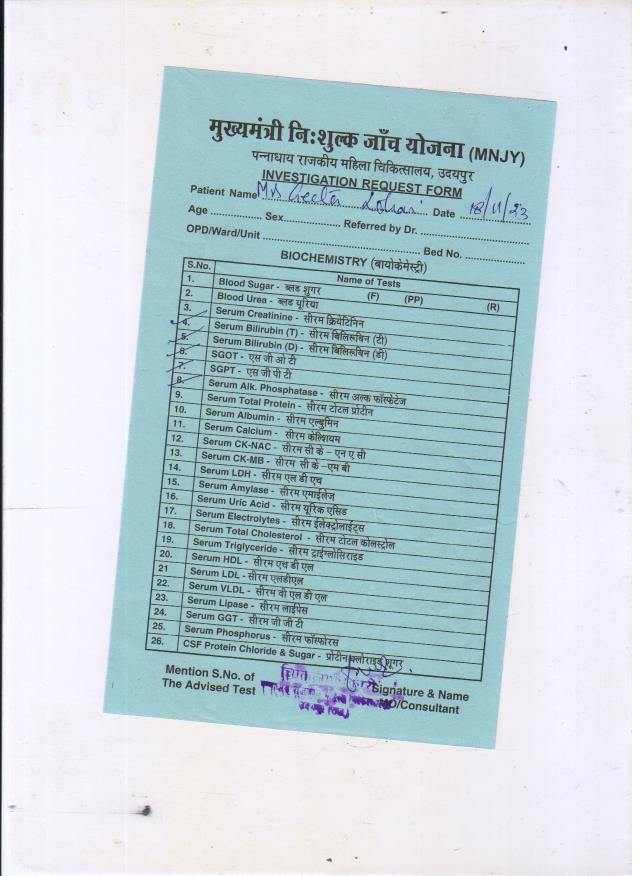 मुख्यमंत्री निःशुल्क जाँच योजना (MNJY)
पन्नाधाय राजकीय महिला चिकित्सालय, उदयपुर
INVESTIGATION REQUEST FORM
Patient Name Date 18/11/23
Age Sex Referred by Dr.
OPD/Ward/Unit Bed No.
BIOCHEMISTRY (बायोकेमेस्ट्री)
S.No. Name of Tests
1. Blood Sugar - ब्लड शुगर (F) (PP) (R)
2. Blood Urea - ब्लड यूरिया
3. Serum Creatinine - सीरम क्रियेटिनिन
4. Serum Bilirubin (T) - सीरम बिलिरूबिन (टी)
5. Serum Bilirubin (D) - सीरम बिलिरूबिन (डी)
6. SGOT - एस जी ओ टी
7. SGPT - एस जी पी टी
8. Serum Alk. Phosphatase - सीरम अल्क फॉस्फेटेज
9. Serum Total Protein - सीरम टोटल प्रोटीन
10. Serum Albumin - सीरम एल्बुमिन
11. Serum Calcium - सीरम केल्शियम
12. Serum CK-NAC - सीरम सी के – एन ए सी
13. Serum CK-MB - सीरम सी के –एम बी
14. Serum LDH - सीरम एल डी एच
15. Serum Amylase - सीरम एमाईलेज
16. Serum Uric Acid - सीरम यूरिक एसिड
17. Serum Electrolytes - सीरम ईलेक्ट्रोलाईट्स
18. Serum Total Cholesterol - सीरम टोटल कोलस्ट्रोल
19. Serum Triglyceride - सीरम ट्राईग्लोसिराइड
20. Serum HDL - सीरम एच डी एल
21 Serum LDL - सीरम एलडीएल
22. Serum VLDL - सीरम वी एल डी एल
23. Serum Lipase - सीरम लाईपेस
24. Serum GGT - सीरम जी जी टी
25. Serum Phosphorus - सीरम फॉस्फोरस
26. CSF Protein Chloride & Sugar - प्रोटीन क्लोराइड शुगर
Mention S.No. of
The Advised Test
Signature & Name
MO/Consultant